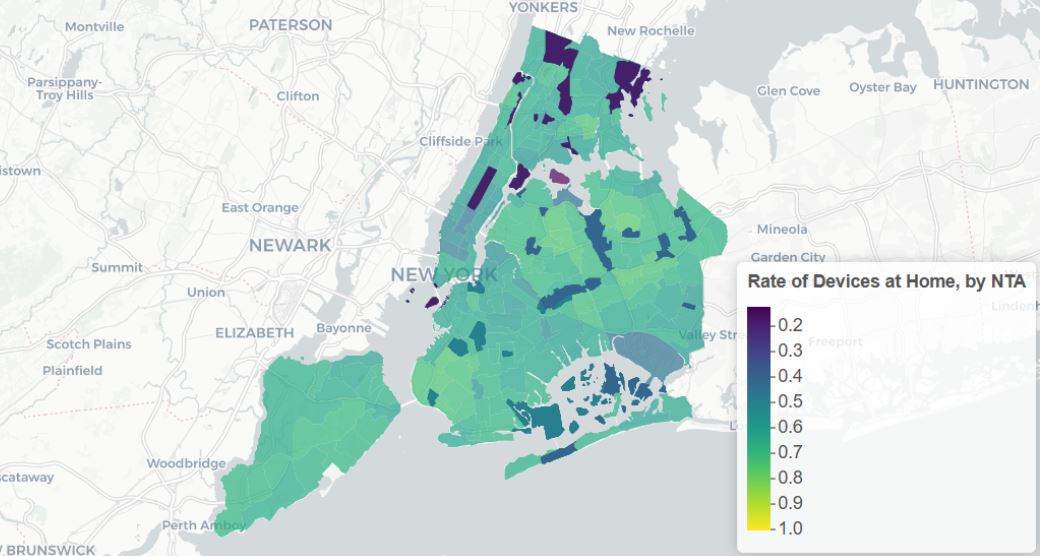 YONKERS
Montville
PATERSON
New Rochelle
Parsippany-
Troy Hills
Clifton
Glen Cove
Oyster Bay
HUNTINGTON
Cliffside Park
istown
East Orange
Mineola
NEWARK
Garden City
Summit
NEW YORK
Rate of Devices at Home, by NTA
Union
0.2
0.3
0.4
0.5
0.6
0.7
0.8
0.9
1.0
Bayonne
ELIZABETH
Valley Stre
Freeport
Lindenh
Scotch Plains
Plainfield
Woodbridge
scataway
Perth Amboy
BRUNSWICK